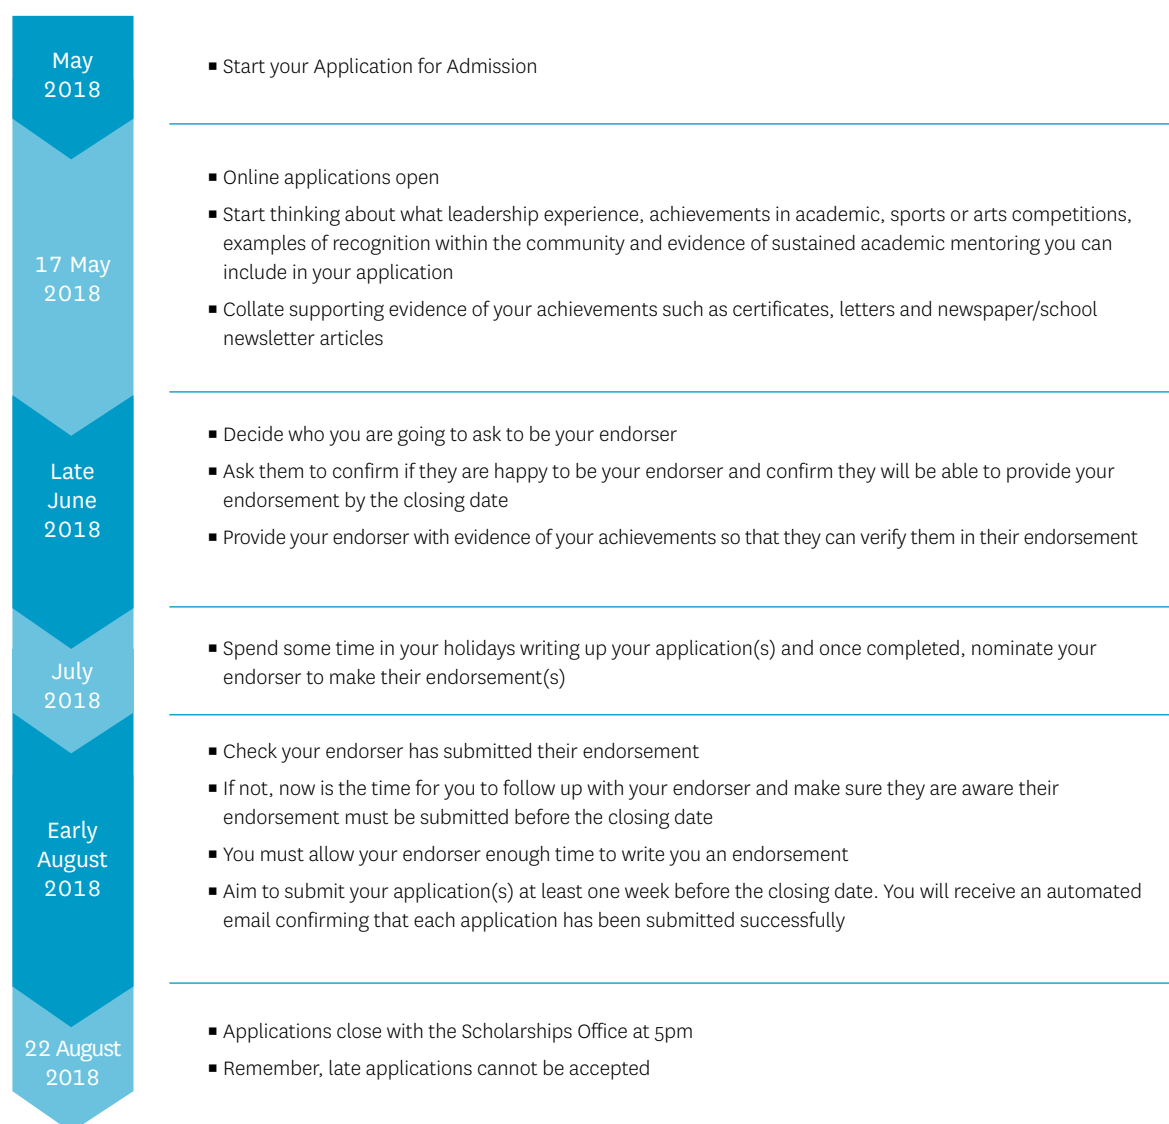 May
2018
■ Start your Application for Admission
17 May
2018
■ Online applications open
■ Start thinking about what leadership experience, achievements in academic, sports or arts competitions,
examples of recognition within the community and evidence of sustained academic mentoring you can
include in your application
■ Collate supporting evidence of your achievements such as certificates, letters and newspaper/school
newsletter articles
Late
June
2018
■ Decide who you are going to ask to be your endorser
■ Ask them to confirm if they are happy to be your endorser and confirm they will be able to provide your
endorsement by the closing date
■ Provide your endorser with evidence of your achievements so that they can verify them in their endorsement
July
2018
■ Spend some time in your holidays writing up your application(s) and once completed, nominate your
endorser to make their endorsement(s)
Early
August
2018
■ Check your endorser has submitted their endorsement
■ If not, now is the time for you to follow up with your endorser and make sure they are aware their
endorsement must be submitted before the closing date
■ You must allow your endorser enough time to write you an endorsement
■ Aim to submit your application(s) at least one week before the closing date. You will receive an automated
email confirming that each application has been submitted successfully
22 August
2018
■ Applications close with the Scholarships Office at 5pm
■ Remember, late applications cannot be accepted